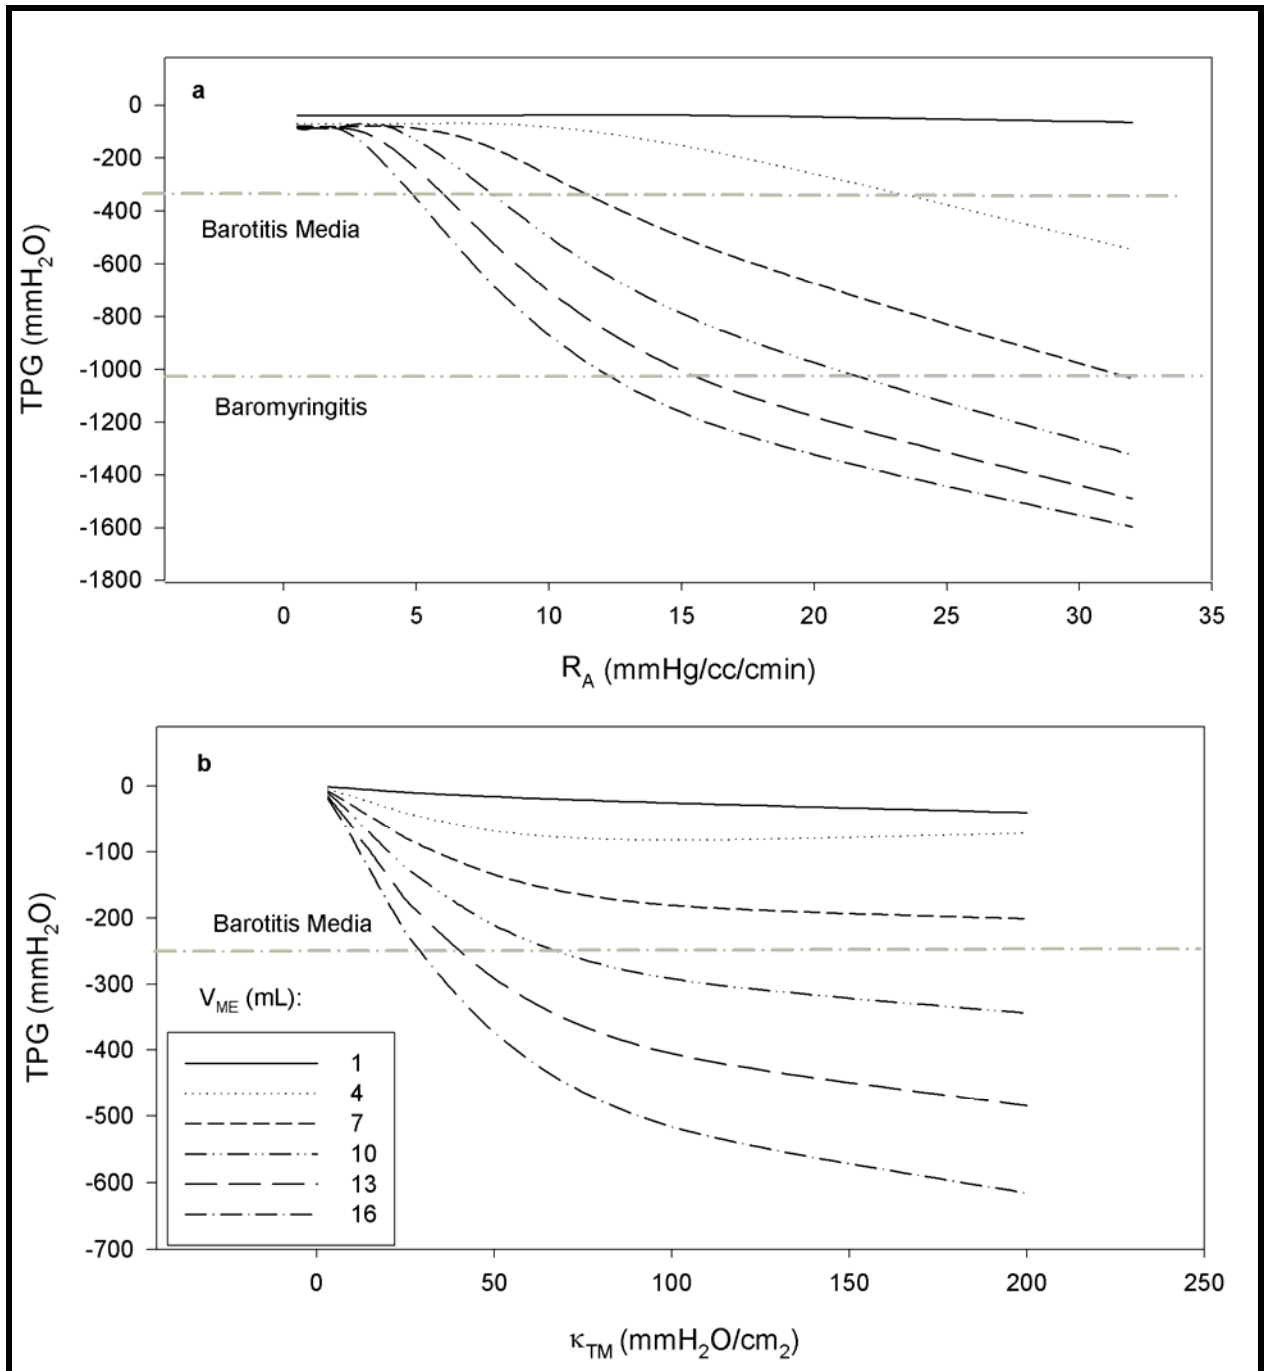 a
0
-200
-400
-600
-800
-1000
-1200
-1400
-1600
-1800
TPG (mmH2O)
Barotitis Media
Baromyringitis
0 5 10 15 20 25 30 35
RA (mmHg/cc/cmin)
b
0
-100
-200
-300
-400
-500
-600
-700
TPG (mmH2O)
Barotitis Media
VME (mL):
1
4
7
10
13
16
0 50 100 150 200 250
κTM (mmH2O/cm2)